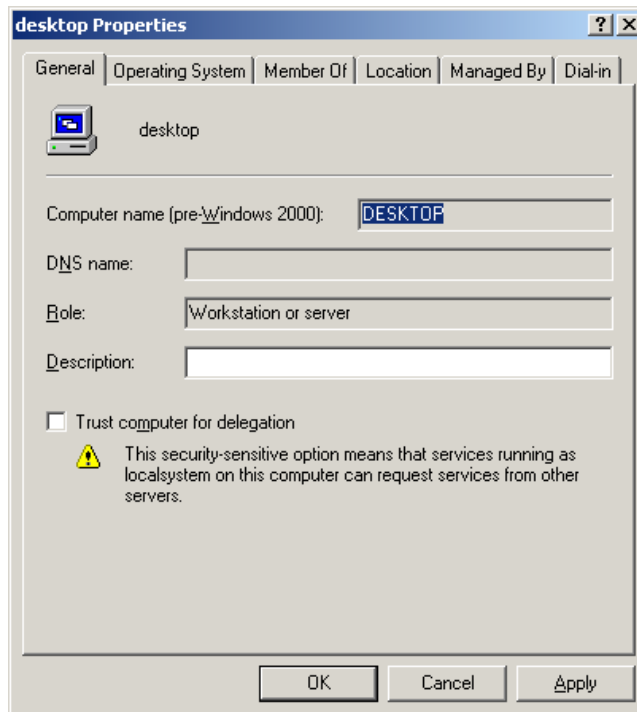 desktop Properties
General Operating System Member Of Location Managed By Dial-in
desktop
Computer name (pre-Windows 2000): DESKTOP
DNS name:
Role: Workstation or server
Description:
Trust computer for delegation
This security-sensitive option means that services running as
localsystem on this computer can request services from other
servers.
OK Cancel Apply